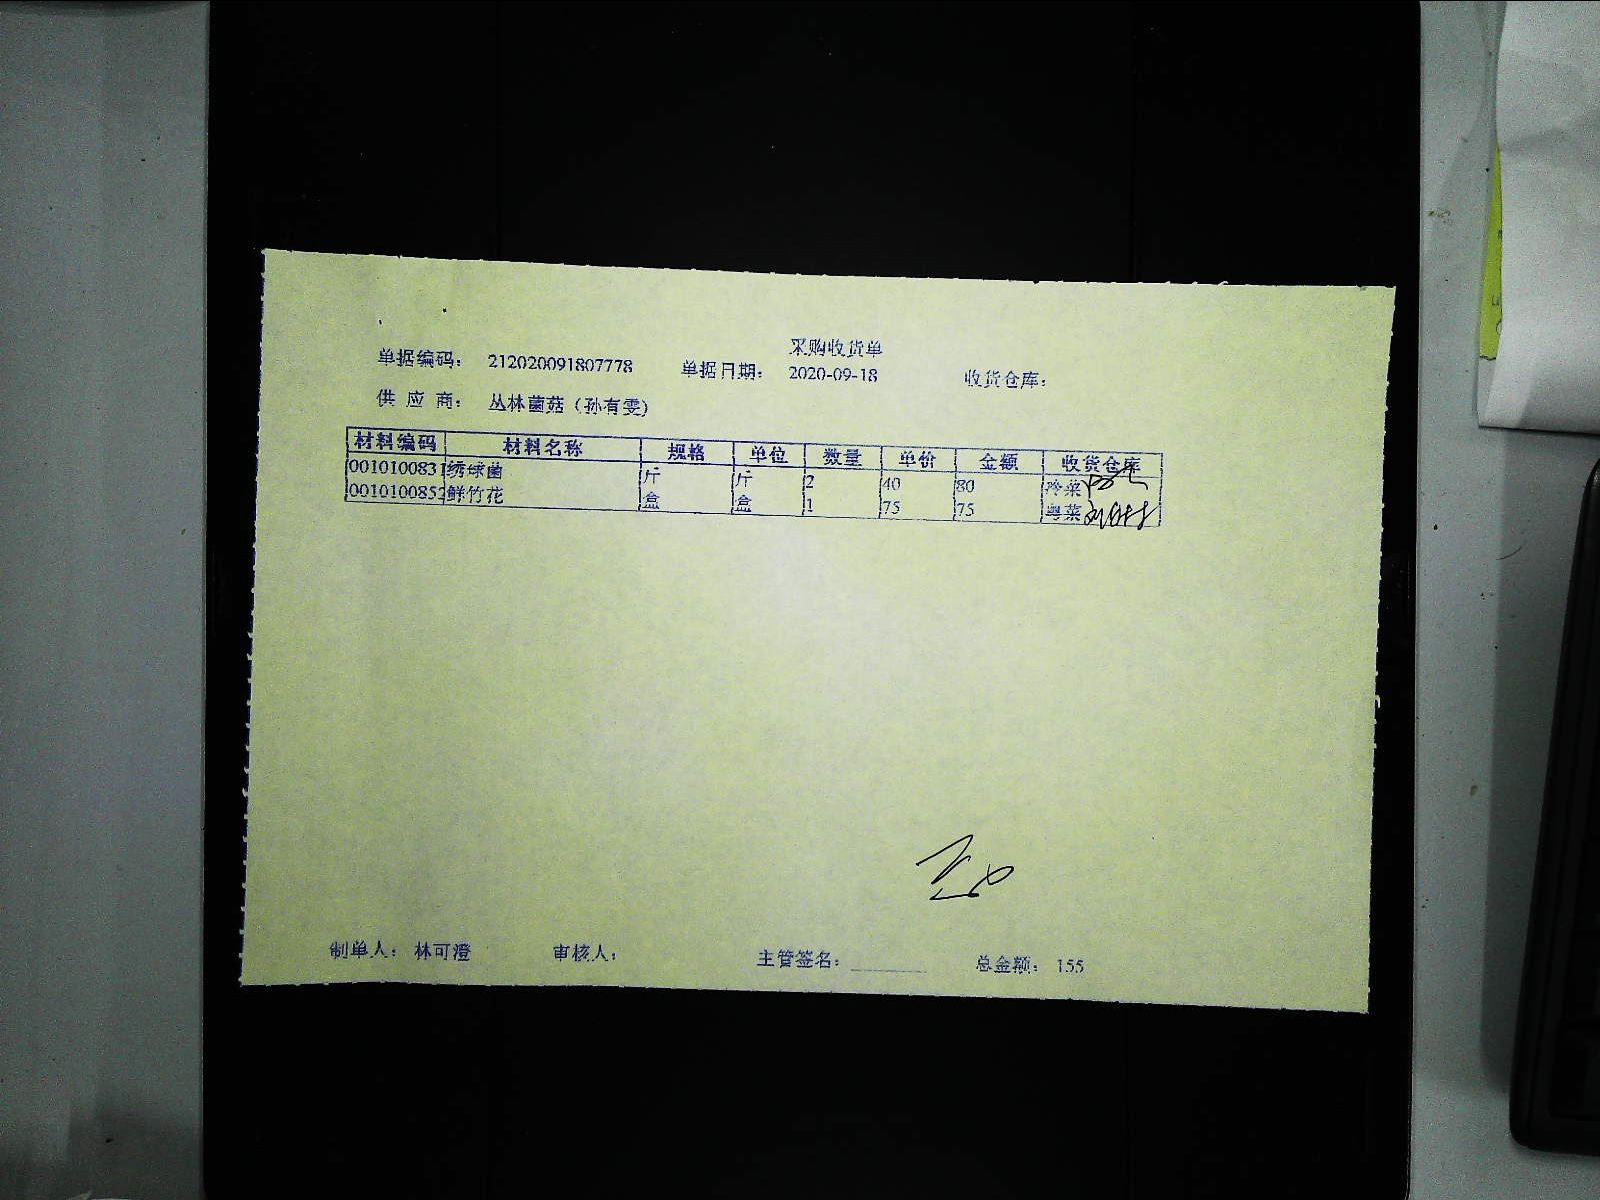 采购收货单
单据编码： 212020091807778 单据日期： 2020-09-18 收货仓库：
供 应 商： 丛林菌菇（孙有雯）
材料编码 材料名称 规格 单位 数量 单价 金额 收货仓库
0010100831 绣球菌 斤 斤 2 40 80 冷菜
0010100852 鲜竹花 盒 盒 1 75 75 粤菜
制单人： 林可澄 审核人： 主管签名： 总金额： 155